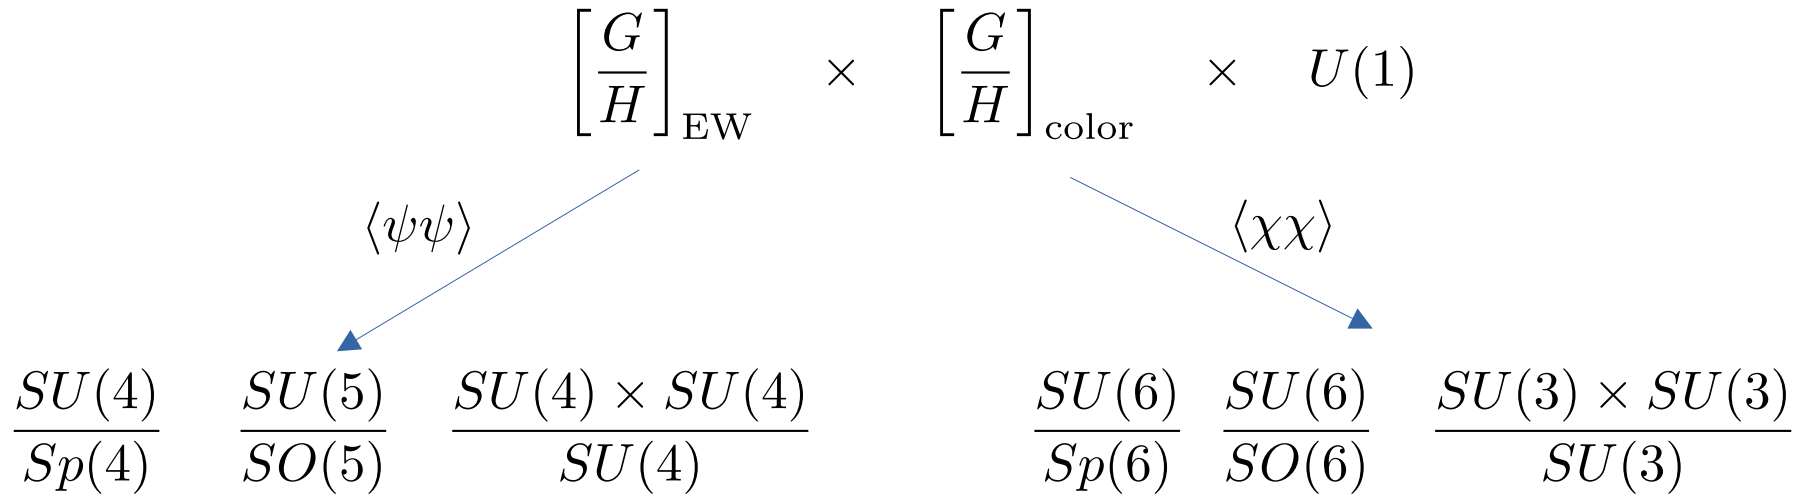 [G/H]_EW × [G/H]_color × U(1)
⟨ψψ⟩ ⟨χχ⟩
SU(4)/Sp(4) SU(5)/SO(5) SU(4) × SU(4)/SU(4) SU(6)/Sp(6) SU(6)/SO(6) SU(3) × SU(3)/SU(3)